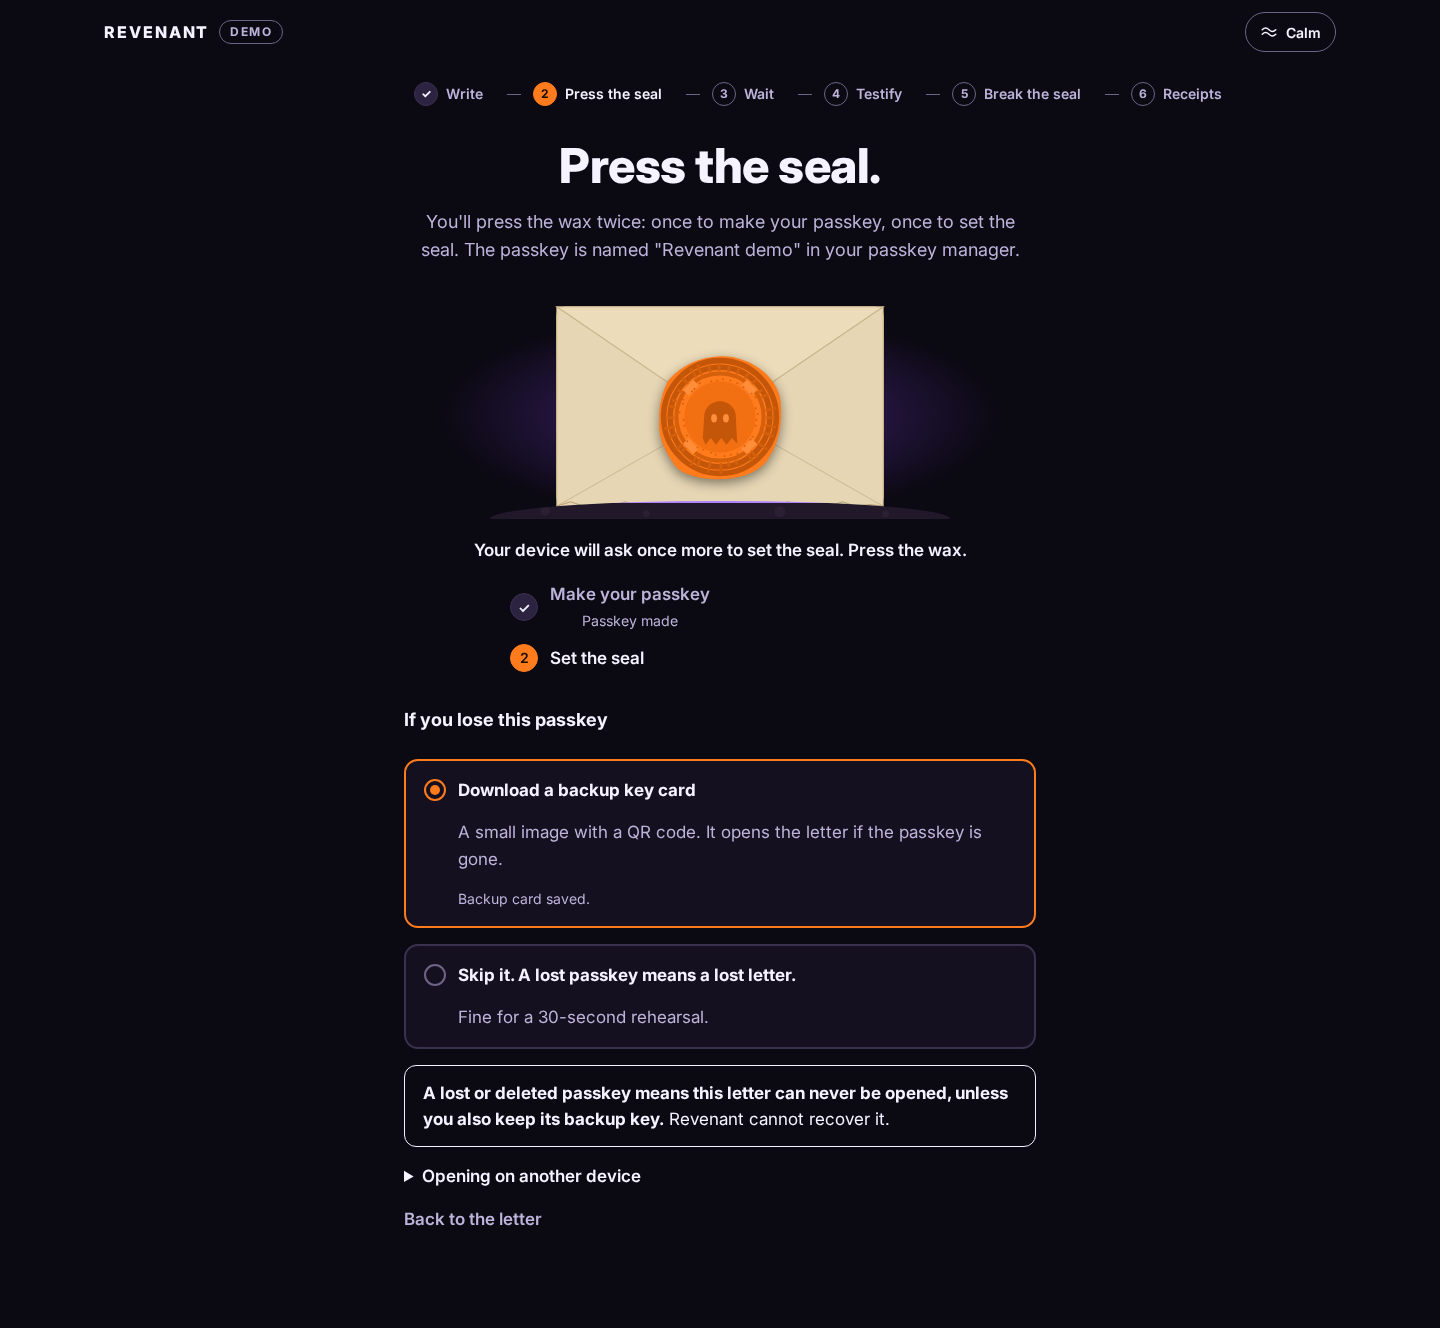 REVENANT DEMO Calm
Write — 2 Press the seal — 3 Wait — 4 Testify — 5 Break the seal — 6 Receipts
Press the seal.
You'll press the wax twice: once to make your passkey, once to set the
seal. The passkey is named "Revenant demo" in your passkey manager.
Your device will ask once more to set the seal. Press the wax.
Make your passkey
Passkey made
2 Set the seal
If you lose this passkey
Download a backup key card
A small image with a QR code. It opens the letter if the passkey is
gone.
Backup card saved.
Skip it. A lost passkey means a lost letter.
Fine for a 30-second rehearsal.
A lost or deleted passkey means this letter can never be opened, unless
you also keep its backup key. Revenant cannot recover it.
Opening on another device
Back to the letter